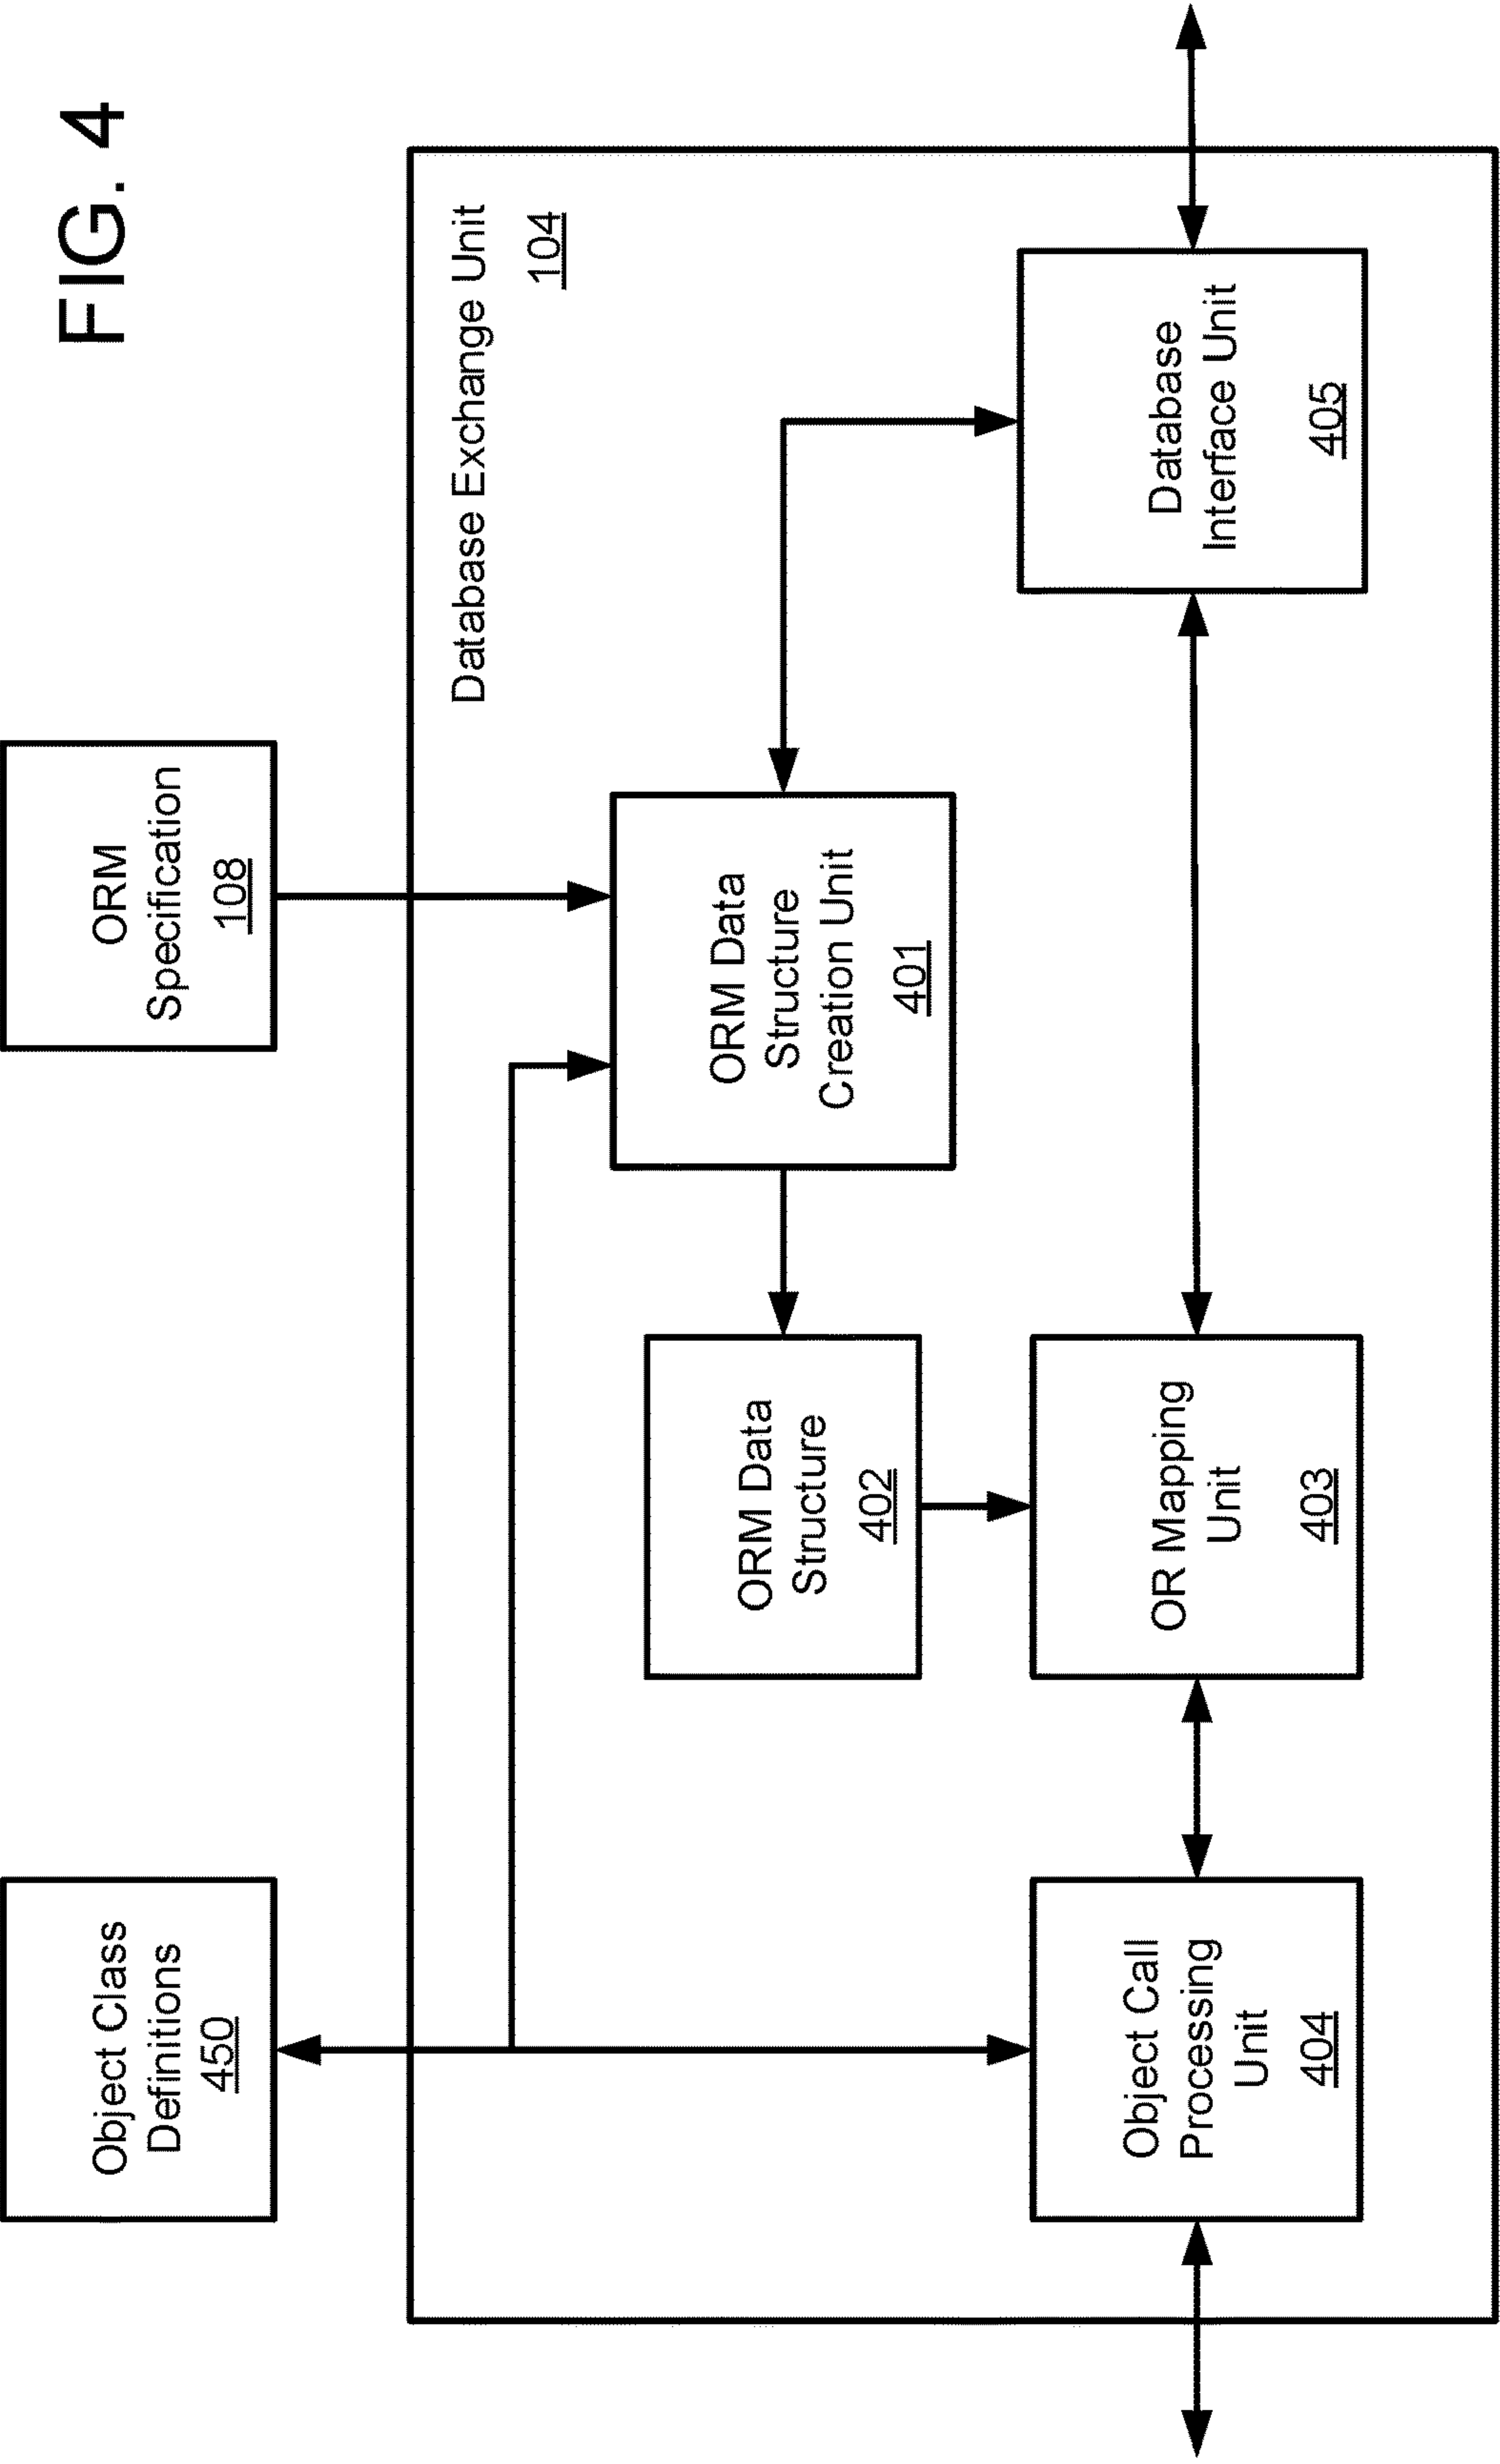 FIG. 4
Object Class
Definitions
450
ORM
Specification
108
Database Exchange Unit
104
ORM Data
Structure
402
ORM Data
Structure
Creation Unit
401
Object Call
Processing
Unit
404
OR Mapping
Unit
403
Database
Interface Unit
405